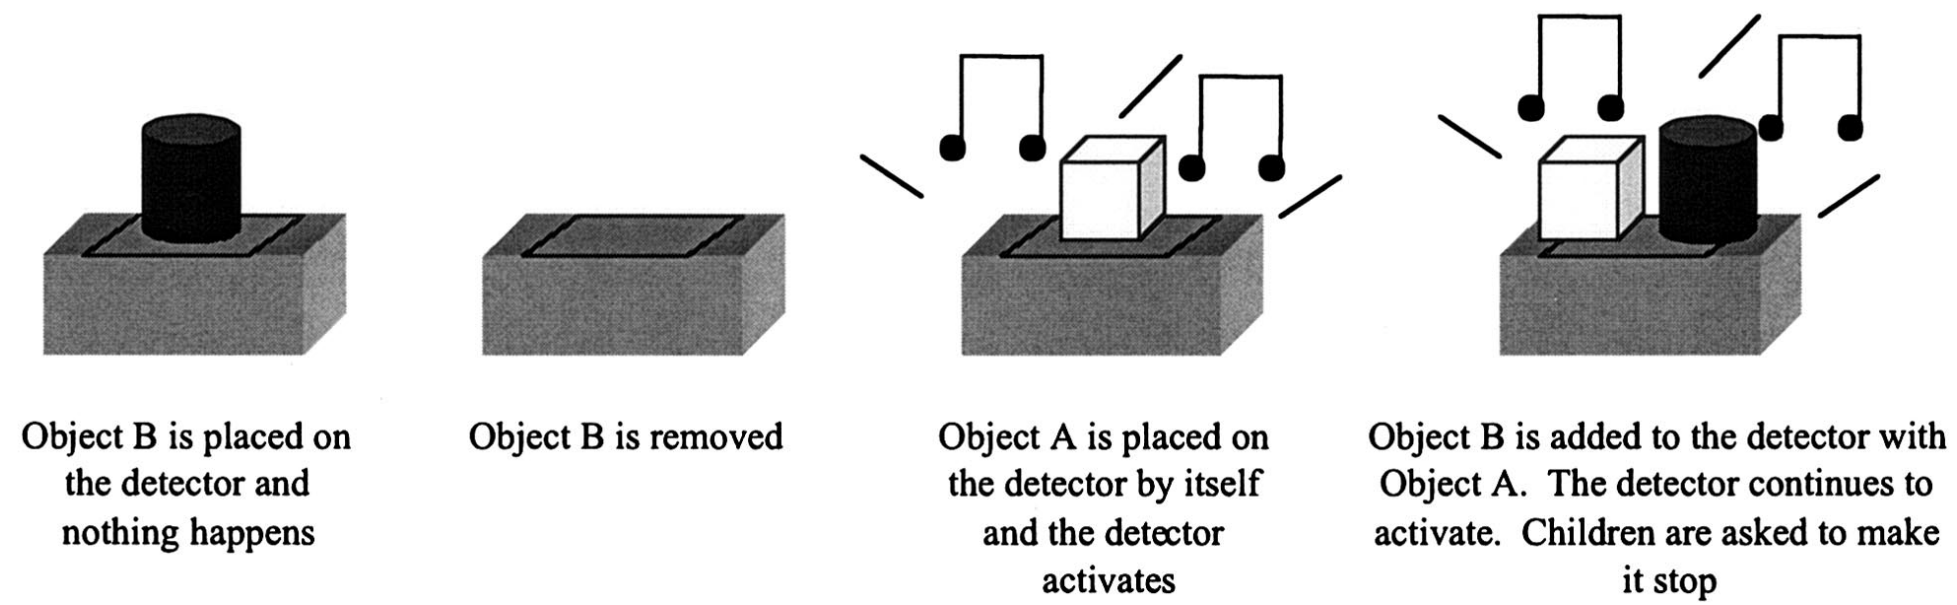 Object B is placed on
the detector and
nothing happens
Object B is removed
Object A is placed on
the detector by itself
and the detector
activates
Object B is added to the detector with
Object A. The detector continues to
activate. Children are asked to make
it stop